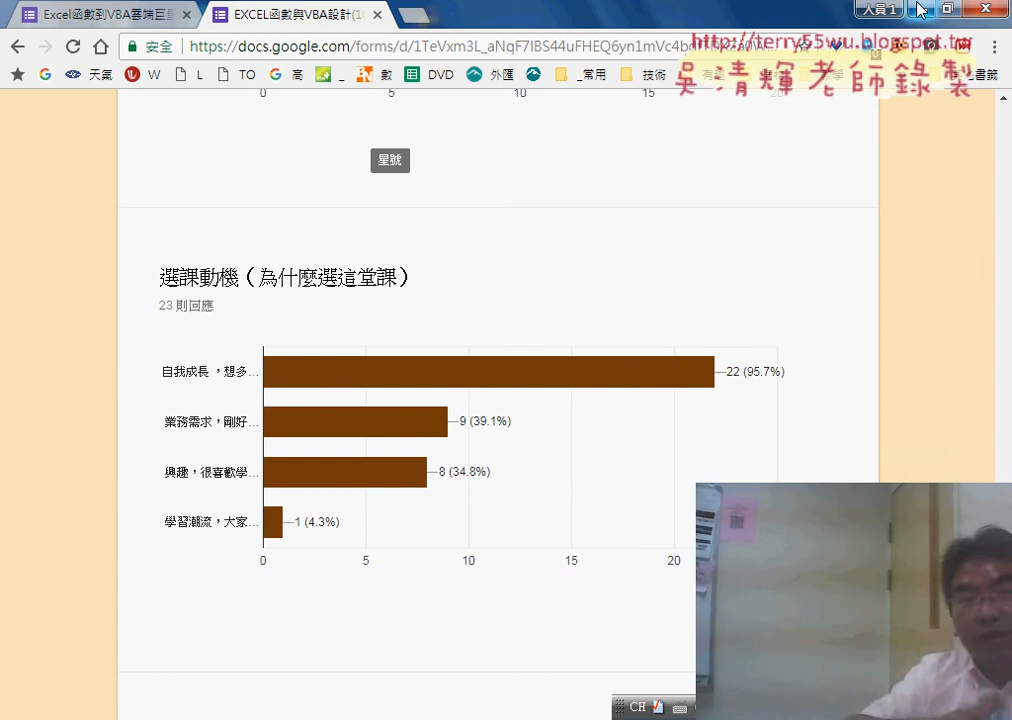 Excel函數到VBA雲端巨
EXCEL函數與VBA設計(1
人員 1
安全
https://docs.google.com/forms/d/1TeVxm3L_aNqF7IBS44uFHEQ6yn1mVc4b
http://terry55wu.blogspot.tw
天氣
W
L
TO
高
_
數
DVD
外匯
_常用
技術
書籤
吳清輝老師錄製
0
5
10
15
星號
選課動機（為什麼選這堂課）
23 則回應
自我成長，想多...
22 (95.7%)
業務需求，剛好...
9 (39.1%)
興趣，很喜歡學...
8 (34.8%)
學習潮流，大家...
1 (4.3%)
0
5
10
15
20
CH